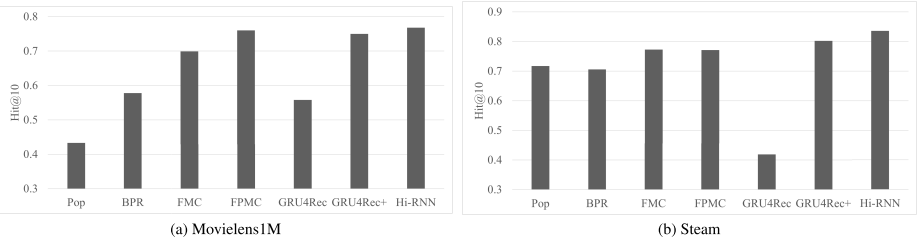 0.8
0.7
0.6
0.5
0.4
0.3
Hit@10
Pop BPR FMC FPMC GRU4Rec GRU4Rec+ Hi-RNN
(a) Movielens1M
0.9
0.8
0.7
0.6
0.5
0.4
0.3
Hit@10
Pop BPR FMC FPMC GRU4Rec GRU4Rec+ Hi-RNN
(b) Steam